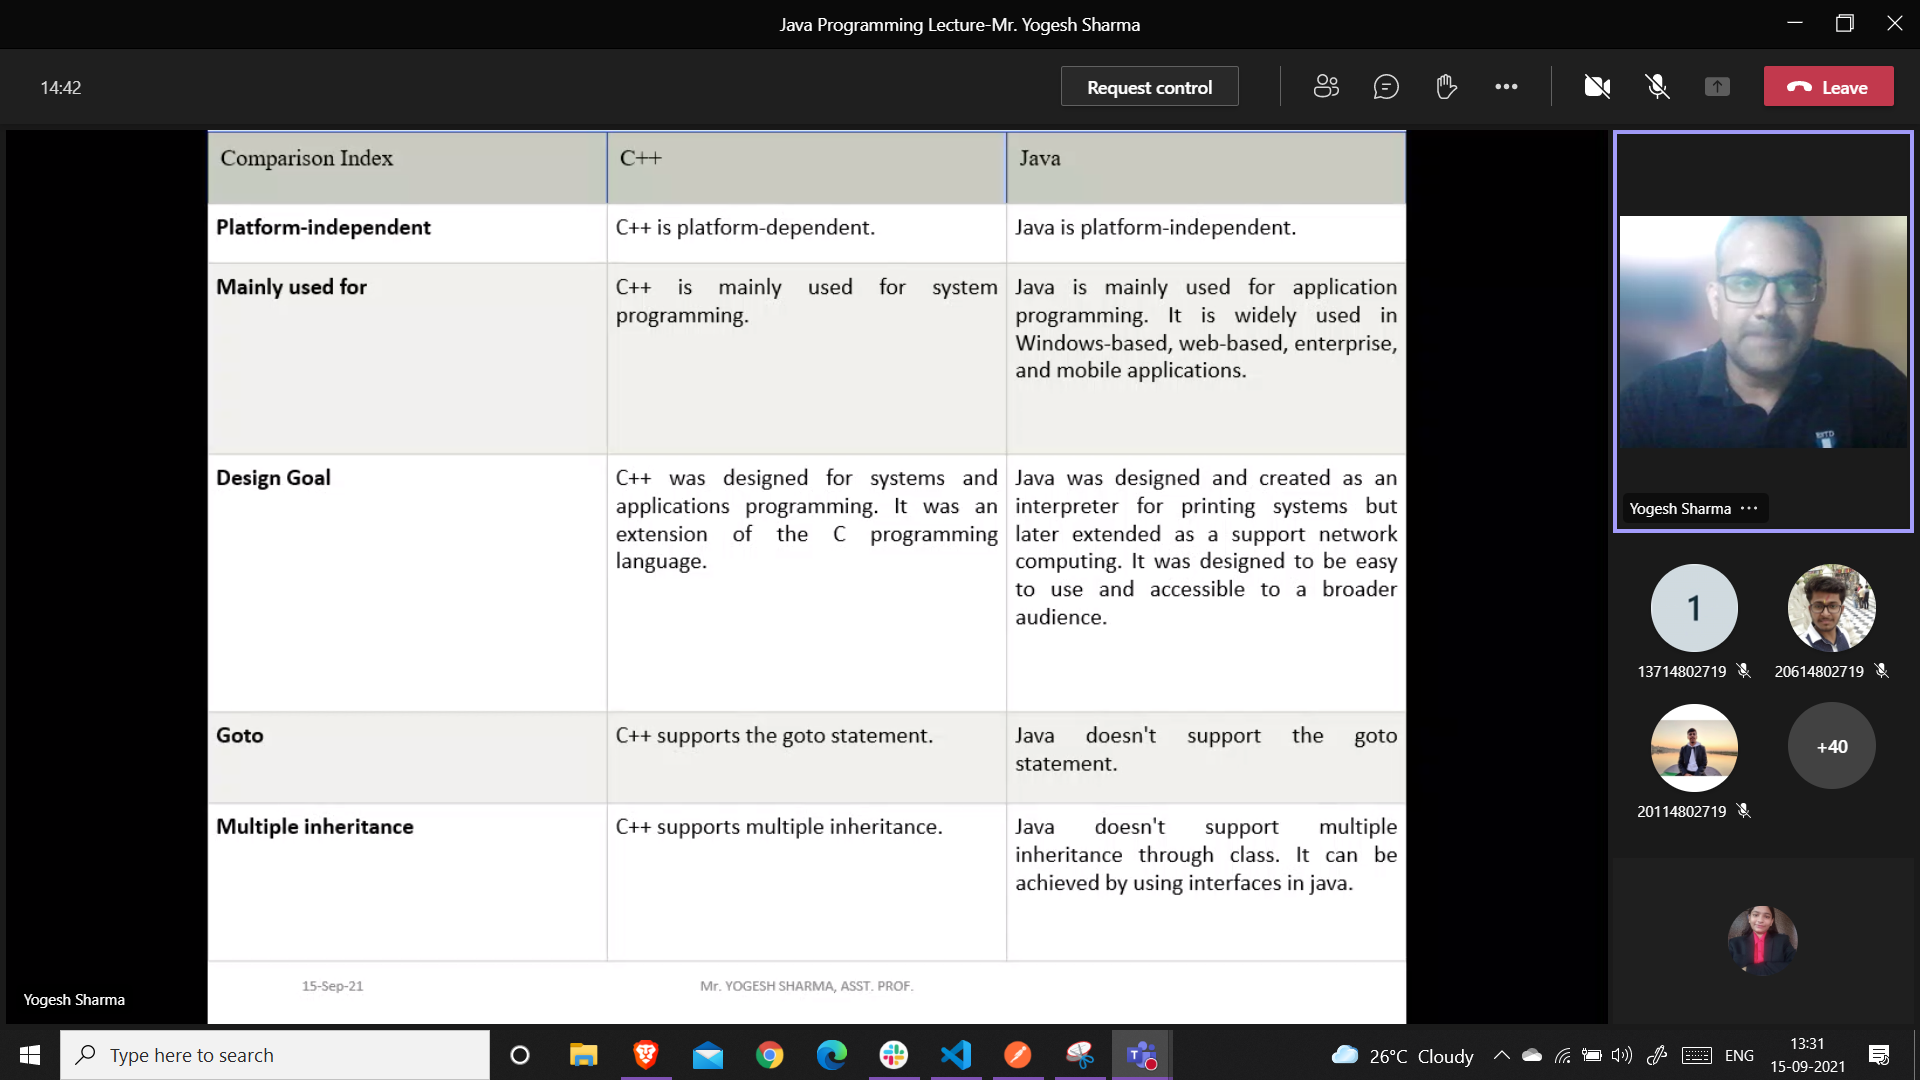 Java Programming Lecture-Mr. Yogesh Sharma
14:42
Request control
Leave
Comparison Index
C++
Java
Platform-independent
C++ is platform-dependent.
Java is platform-independent.
Mainly used for
C++ is mainly used for system
programming.
Java is mainly used for application
programming. It is widely used in
Windows-based, web-based, enterprise,
and mobile applications.
Design Goal
C++ was designed for systems and
applications programming. It was an
extension of the C programming
language.
Java was designed and created as an
interpreter for printing systems but
later extended as a support network
computing. It was designed to be easy
to use and accessible to a broader
audience.
Goto
C++ supports the goto statement.
Java doesn't support the goto
statement.
Multiple inheritance
C++ supports multiple inheritance.
Java doesn't support multiple
inheritance through class. It can be
achieved by using interfaces in java.
15-Sep-21
Mr. YOGESH SHARMA, ASST. PROF.
Yogesh Sharma
Yogesh Sharma
1
13714802719
20614802719
20114802719
+40
Type here to search
26°C Cloudy
ENG
13:31
15-09-2021